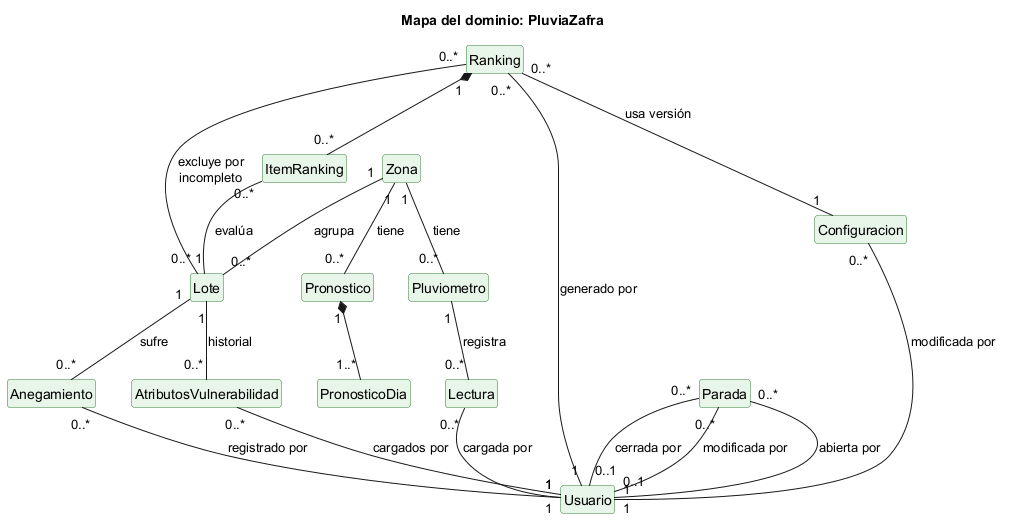 Mapa del dominio: PluviaZafra
Ranking
0..*
1
0..*
0..*
usa versión
0..*
excluye por
incompleto
ItemRanking
0..*
Zona
1
1
1
1
Configuracion
0..*
evalúa
agrupa
tiene
tiene
0..*
1
0..*
0..*
0..*
Lote
Pronostico
Pluviometro
generado por
1
1
1
1
sufre
historial
registra
modificada por
0..*
0..*
1..*
0..*
Anegamiento
AtributosVulnerabilidad
PronosticoDia
Lectura
Parada
0..*
0..*
0..*
0..*
0..*
0..*
registrado por
cargados por
cargada por
cerrada por
modificada por
abierta por
1
0..1
0..1
1
1
Usuario
1
1